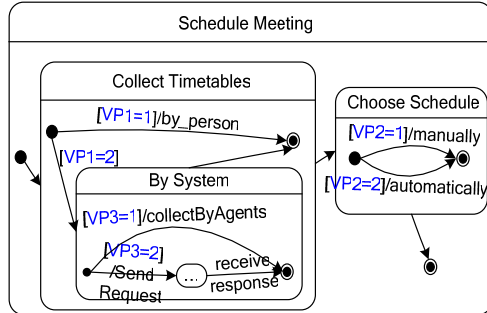 Schedule Meeting
Collect Timetables
[VP1=1]/by_person
[VP1=2]
By System
[VP3=1]/collectByAgents
[VP3=2]
/Send
Request
...
receive
response
Choose Schedule
[VP2=1]/manually
[VP2=2]/automatically